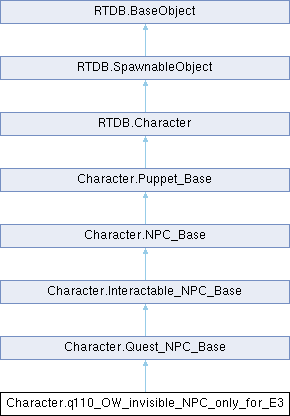 RTDB.BaseObject
RTDB.SpawnableObject
RTDB.Character
Character.Puppet_Base
Character.NPC_Base
Character.Interactable_NPC_Base
Character.Quest_NPC_Base
Character.q110_OW_invisible_NPC_only_for_E3